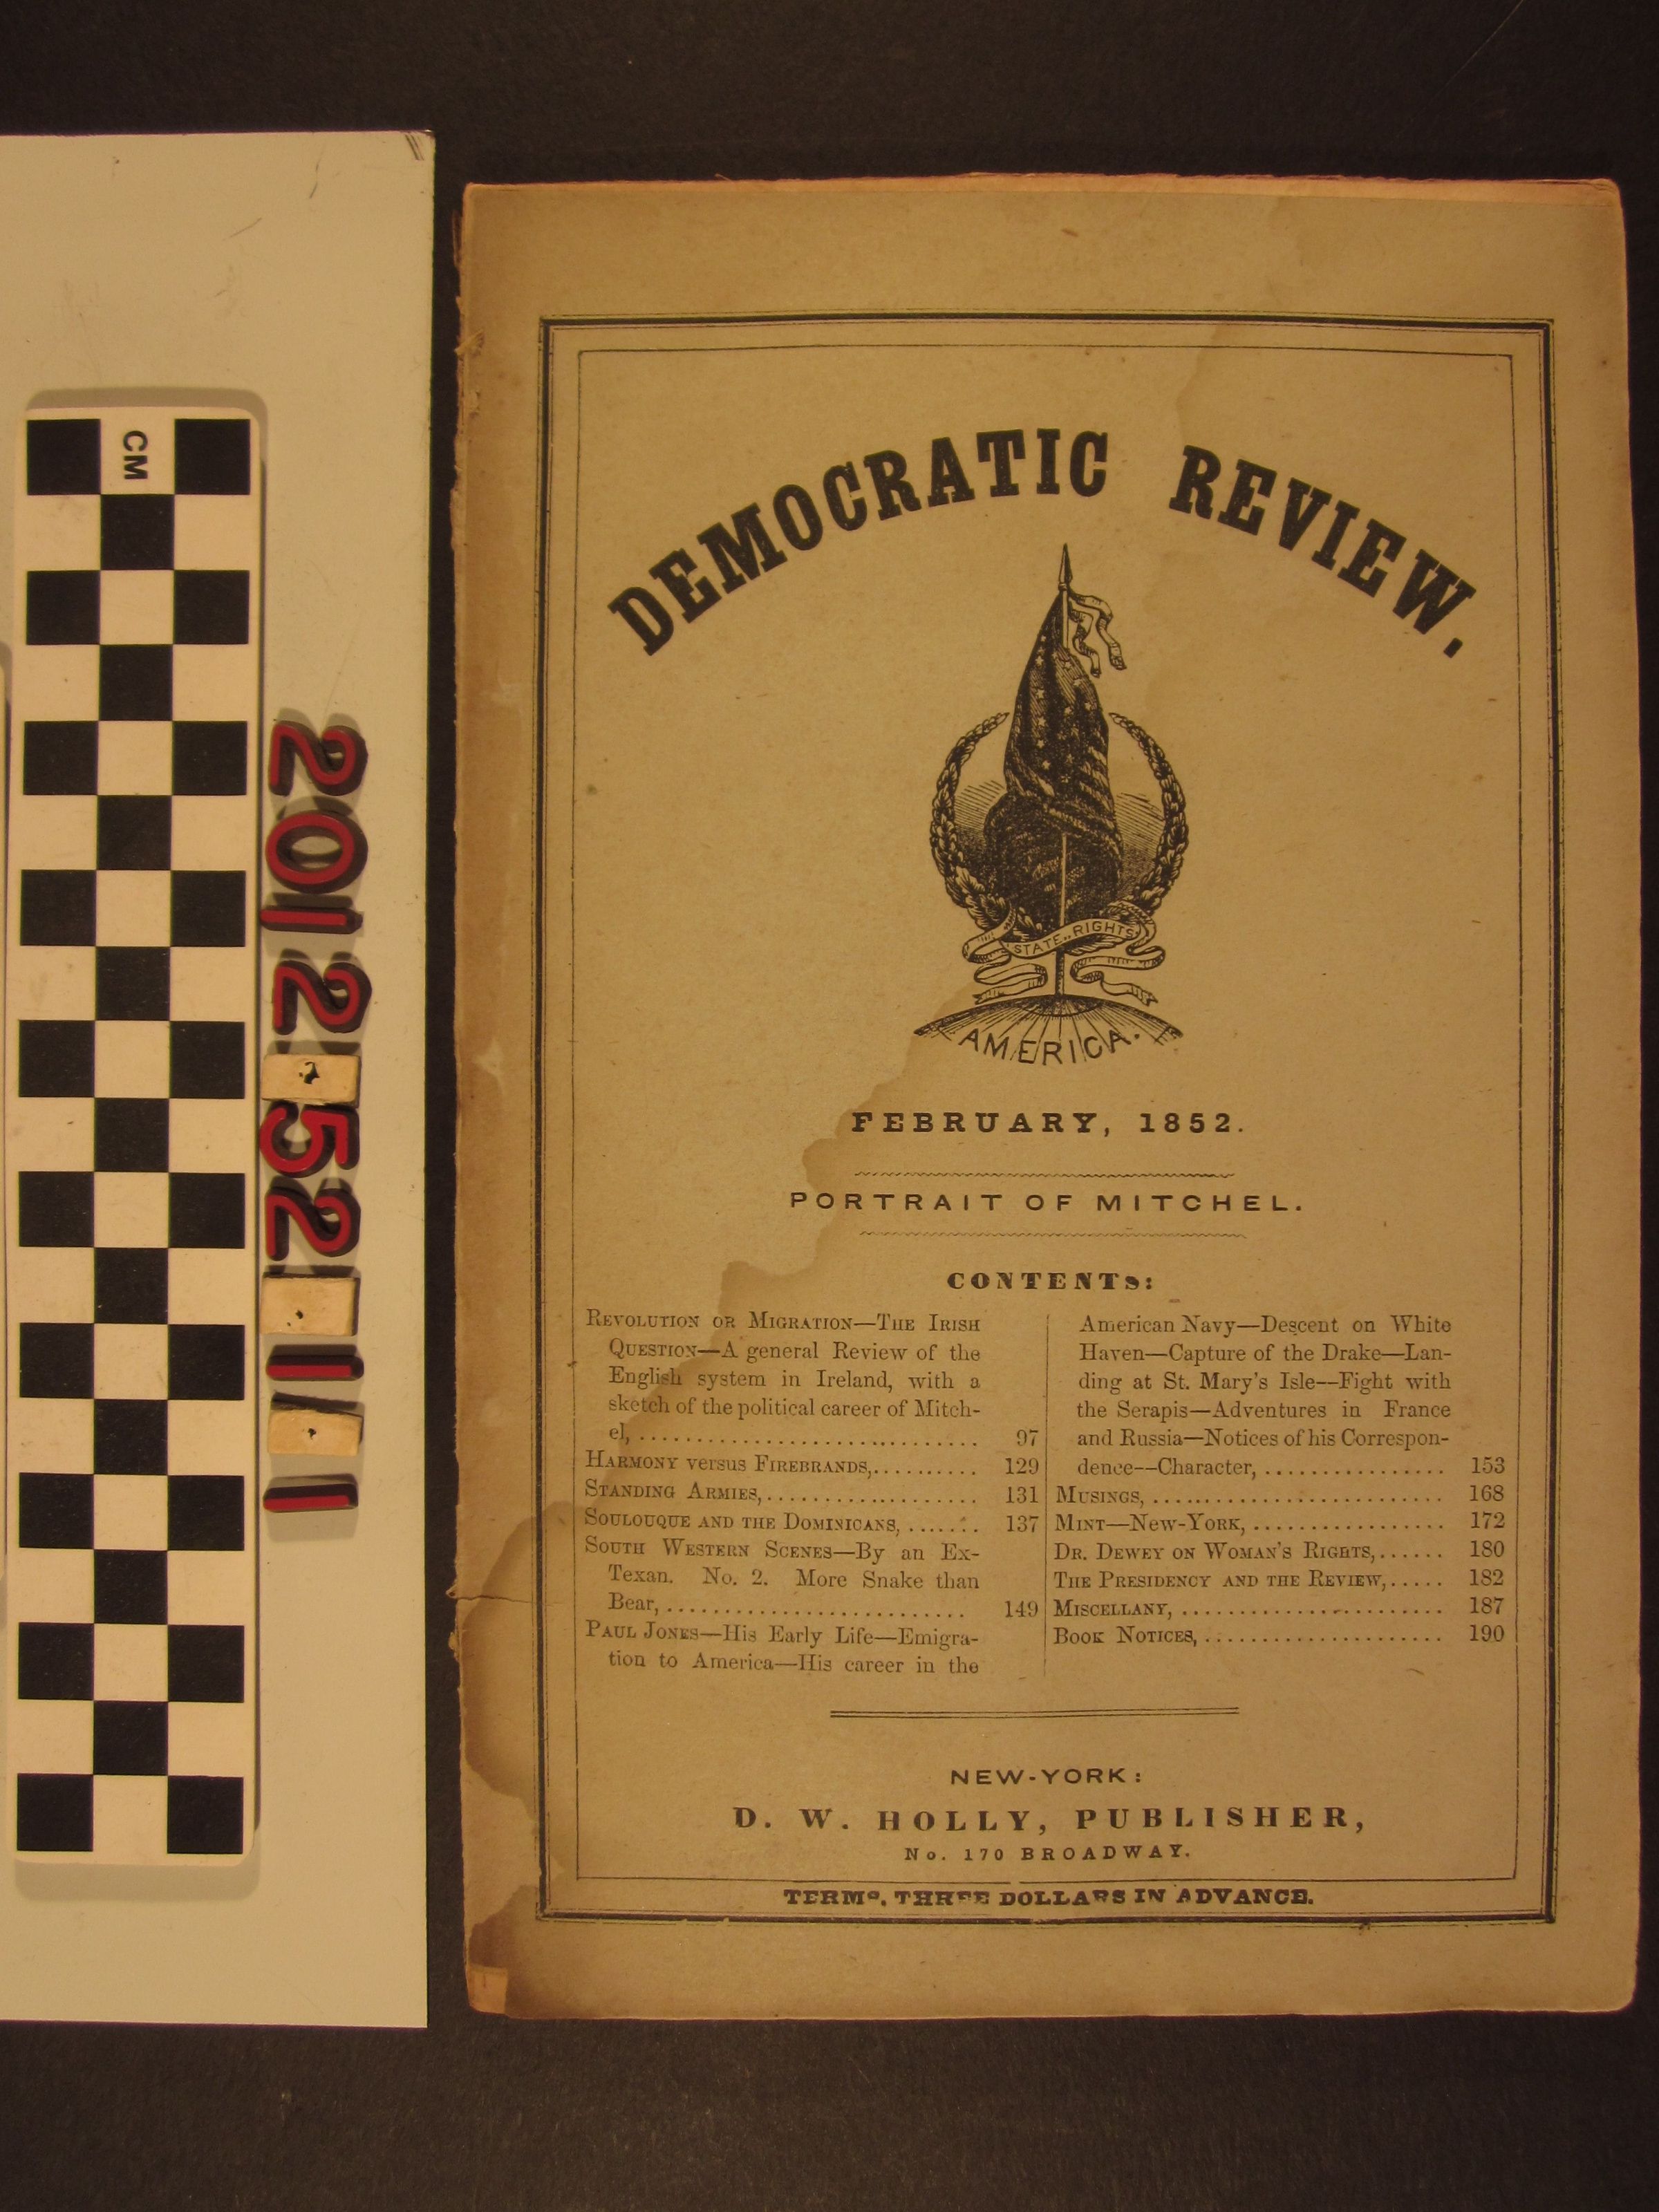 CM
2012.52.1.1
DEMOCRATIC REVIEW.
STATE RIGHTS
AMERICA.
FEBRUARY, 1852.
PORTRAIT OF MITCHEL.
CONTENTS:
REVOLUTION OR MIGRATION—THE IRISH
QUESTION—A general Review of the
English system in Ireland, with a
sketch of the political career of Mitch-
el, .............................. 97
HARMONY versus FIREBRANDS,.......... 129
STANDING ARMIES,.................... 131
SOULOUQUE AND THE DOMINICANS, ....... 137
SOUTH WESTERN SCENES—By an Ex-
Texan. No. 2. More Snake than
Bear, .......................... 149
PAUL JONES—His Early Life—Emigra-
tion to America—His career in the
American Navy—Descent on White
Haven—Capture of the Drake—Lan-
ding at St. Mary's Isle—Fight with
the Serapis—Adventures in France
and Russia—Notices of his Correspon-
dence—Character, ................ 153
MUSINGS, .......................... 168
MINT—NEW-YORK, .................. 172
DR. DEWEY ON WOMAN'S RIGHTS,...... 180
THE PRESIDENCY AND THE REVIEW,..... 182
MISCELLANY, ........................ 187
BOOK NOTICES, ...................... 190
NEW-YORK:
D. W. HOLLY, PUBLISHER,
No. 170 BROADWAY.
TERMS, THREE DOLLARS IN ADVANCE.